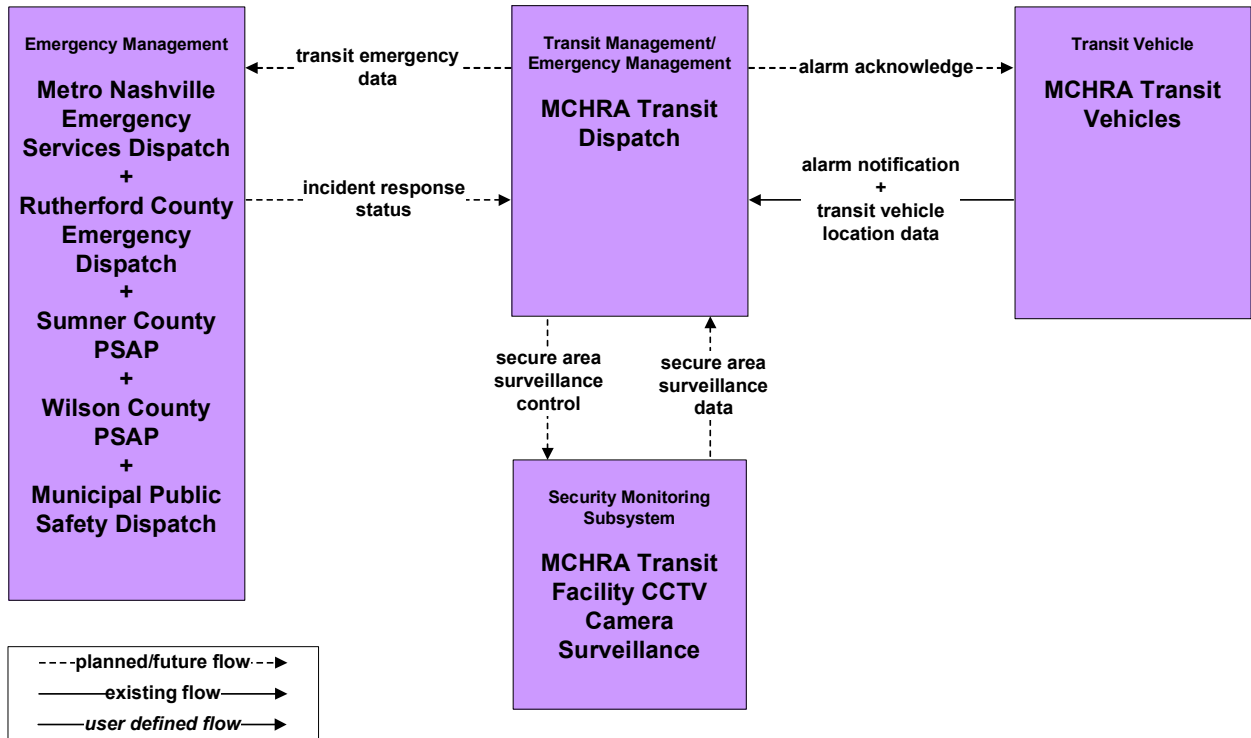 Emergency Management
Metro Nashville
Emergency
Services Dispatch
+
Rutherford County
Emergency
Dispatch
+
Sumner County
PSAP
+
Wilson County
PSAP
+
Municipal Public
Safety Dispatch
transit emergency
data
incident response
status
Transit Management/
Emergency Management
MCHRA Transit
Dispatch
alarm acknowledge
alarm notification
+
transit vehicle
location data
Transit Vehicle
MCHRA Transit
Vehicles
secure area
surveillance
control
secure area
surveillance
data
Security Monitoring
Subsystem
MCHRA Transit
Facility CCTV
Camera
Surveillance
planned/future flow
existing flow
user defined flow